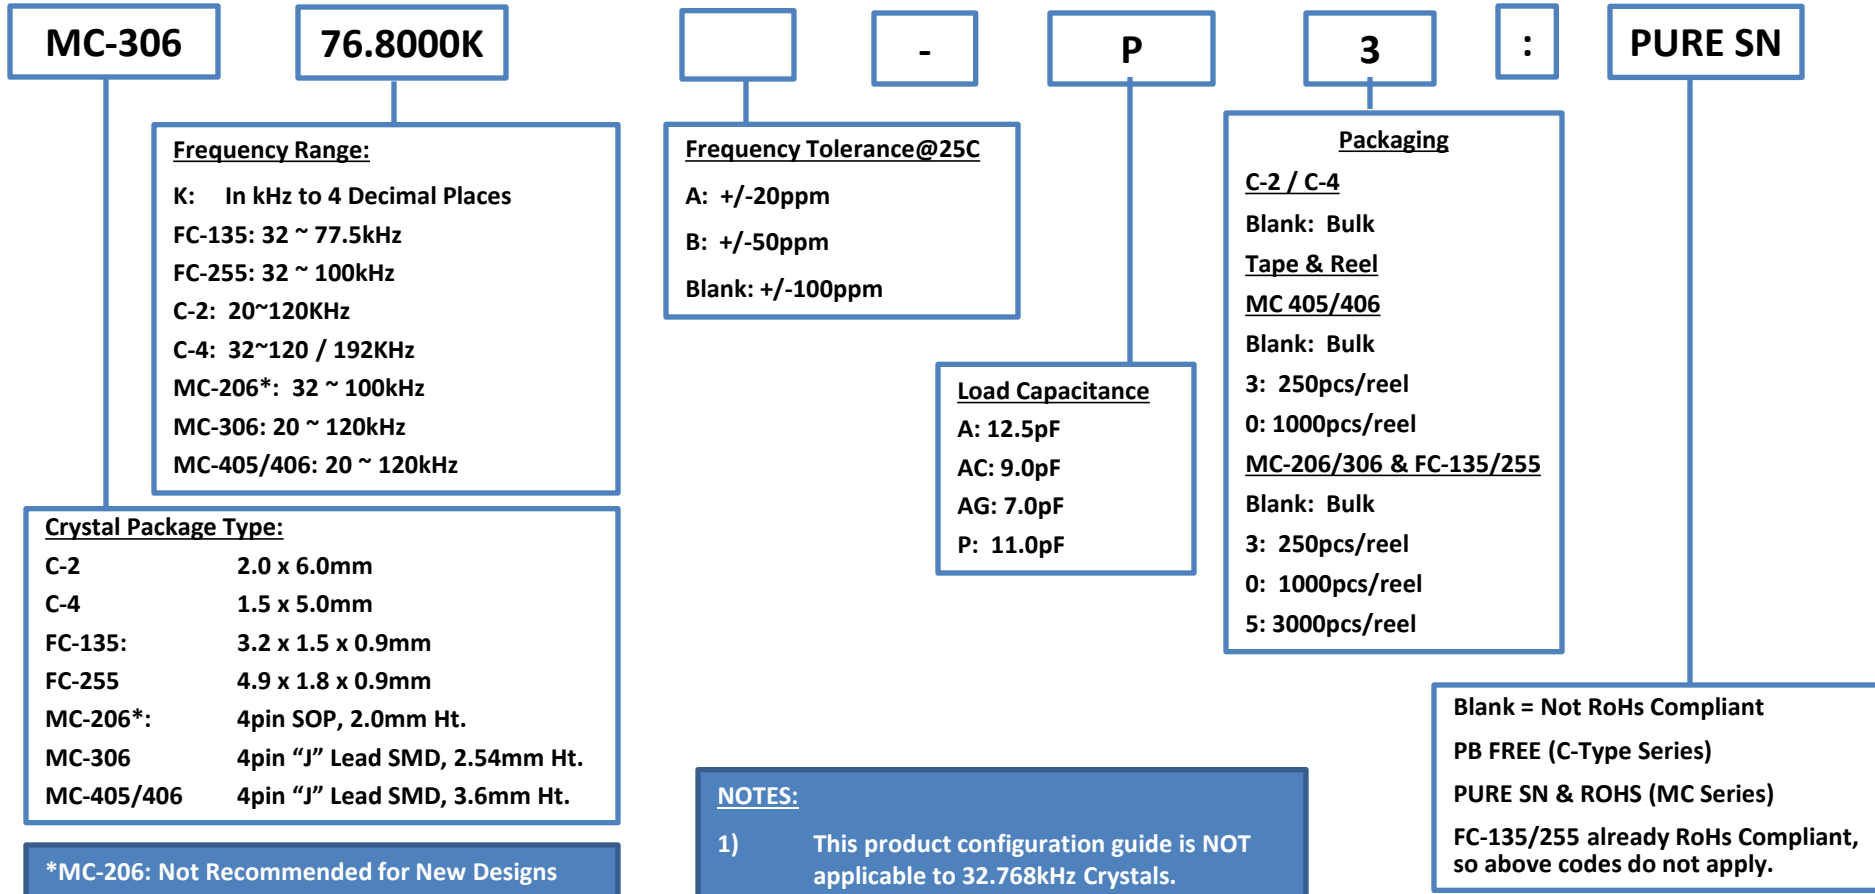 MC-306 76.8000K - P 3 : PURE SN
Frequency Range:
K: In kHz to 4 Decimal Places
FC-135: 32 ~ 77.5kHz
FC-255: 32 ~ 100kHz
C-2: 20~120KHz
C-4: 32~120 / 192KHz
MC-206*: 32 ~ 100kHz
MC-306: 20 ~ 120kHz
MC-405/406: 20 ~ 120kHz
Crystal Package Type:
C-2 2.0 x 6.0mm
C-4 1.5 x 5.0mm
FC-135: 3.2 x 1.5 x 0.9mm
FC-255 4.9 x 1.8 x 0.9mm
MC-206*: 4pin SOP, 2.0mm Ht.
MC-306 4pin “J” Lead SMD, 2.54mm Ht.
MC-405/406 4pin “J” Lead SMD, 3.6mm Ht.
*MC-206: Not Recommended for New Designs
Frequency Tolerance@25C
A: +/-20ppm
B: +/-50ppm
Blank: +/-100ppm
Load Capacitance
A: 12.5pF
AC: 9.0pF
AG: 7.0pF
P: 11.0pF
Packaging
C-2 / C-4
Blank: Bulk
Tape & Reel
MC 405/406
Blank: Bulk
3: 250pcs/reel
0: 1000pcs/reel
MC-206/306 & FC-135/255
Blank: Bulk
3: 250pcs/reel
0: 1000pcs/reel
5: 3000pcs/reel
Blank = Not RoHs Compliant
PB FREE (C-Type Series)
PURE SN & ROHS (MC Series)
FC-135/255 already RoHs Compliant,
so above codes do not apply.
NOTES:
1) This product configuration guide is NOT
applicable to 32.768kHz Crystals.